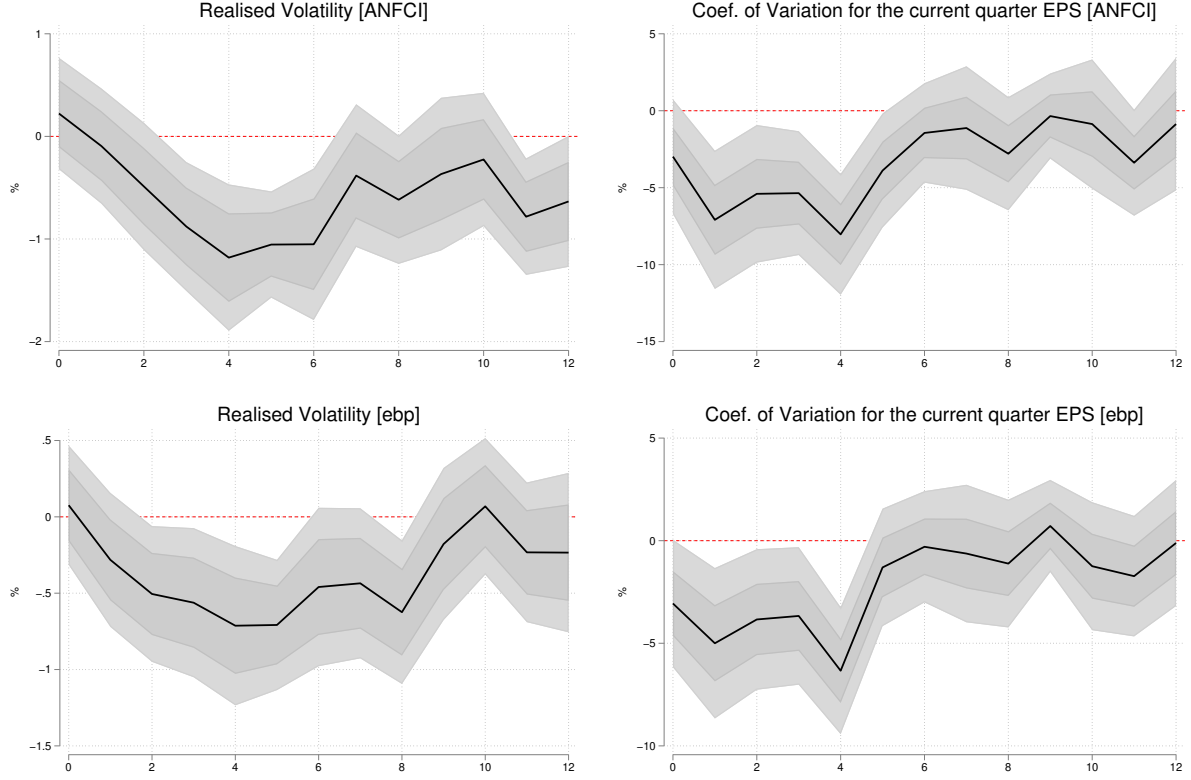 Realised Volatility [ANFCI]
1
0
−1
−2
%
0 2 4 6 8 10 12
Coef. of Variation for the current quarter EPS [ANFCI]
5
0
−5
−10
−15
%
0 2 4 6 8 10 12
Realised Volatility [ebp]
.5
0
−.5
−1
−1.5
%
0 2 4 6 8 10 12
Coef. of Variation for the current quarter EPS [ebp]
5
0
−5
−10
%
0 2 4 6 8 10 12